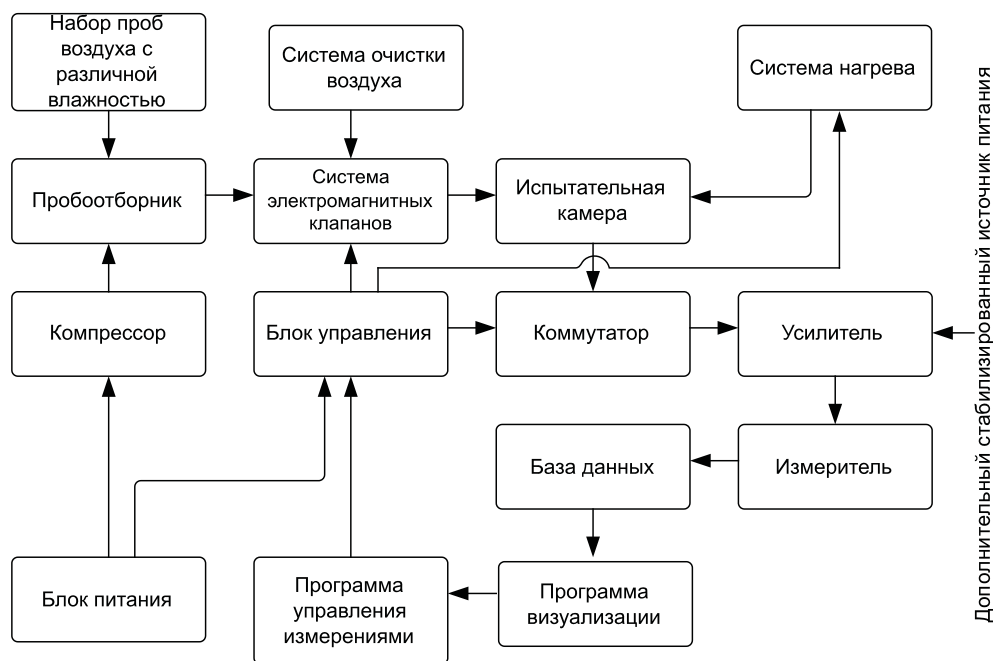 Набор проб
воздуха с
различной
влажностью
Система очистки
воздуха
Система нагрева
Пробоотборник
Система
электромагнитных
клапанов
Испытательная
камера
Компрессор
Блок управления
Коммутатор
Усилитель
Дополнительный стабилизированный источник питания
База данных
Измеритель
Блок питания
Программа
управления
измерениями
Программа
визуализации